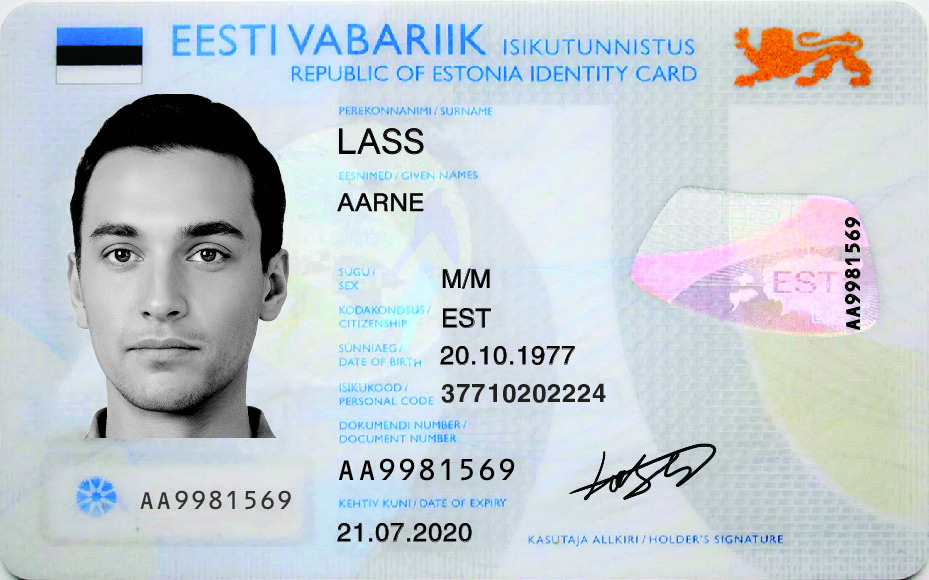 EESTI VABARIIK ISIKUTUNNISTUS
REPUBLIC OF ESTONIA IDENTITY CARD
PEREKONNANIMI / SURNAME
LASS
EESNIMED / GIVEN NAMES
AARNE
SUGU /
SEX
M/M
KODAKONDSUS /
CITIZENSHIP
EST
SÜNNIAEG /
DATE OF BIRTH
20.10.1977
ISIKUKOOD /
PERSONAL CODE
37710202224
DOKUMENDI NUMBER /
DOCUMENT NUMBER
AA9981569
KEHTIV KUNI / DATE OF EXPIRY
21.07.2020
AA9981569
EST
AA9981569
KASUTAJA ALLKIRI / HOLDER'S SIGNATURE